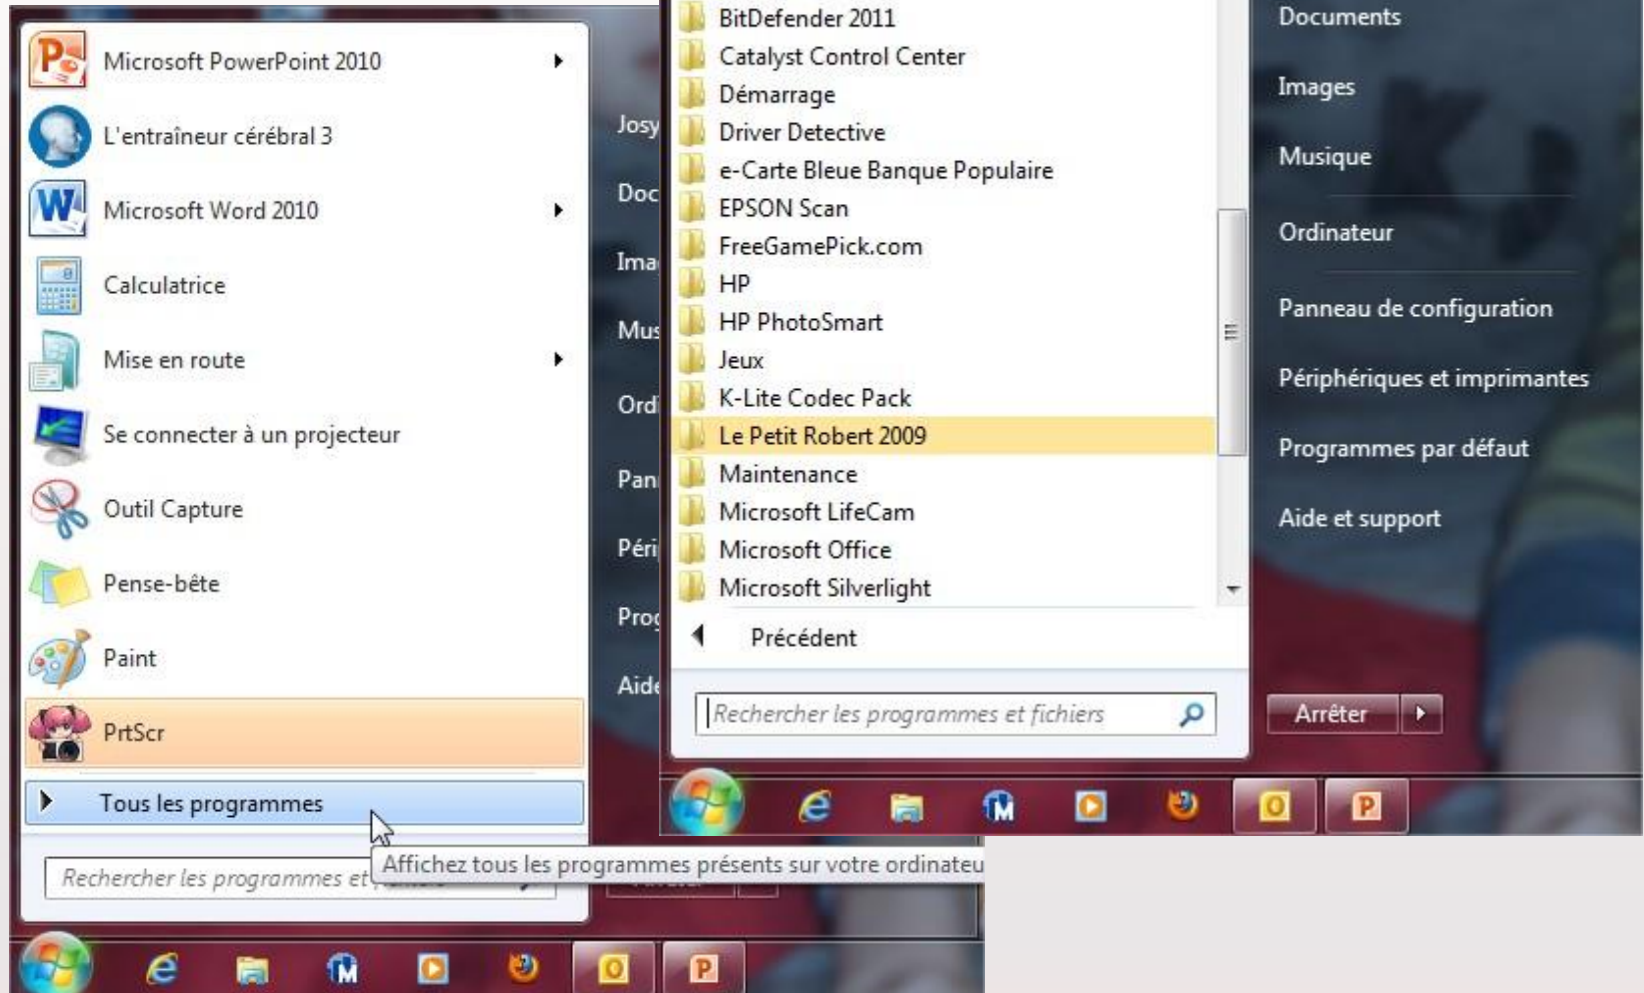 Microsoft PowerPoint 2010
L'entraîneur cérébral 3
Microsoft Word 2010
Calculatrice
Mise en route
Se connecter à un projecteur
Outil Capture
Pense-bête
Paint
PrtScr
Tous les programmes
Rechercher les programmes et
Affichez tous les programmes présents sur votre ordinateu
Josy
Doc
Ima
Mus
Ord
Pan
Péri
Prog
Aide
BitDefender 2011
Catalyst Control Center
Démarrage
Driver Detective
e-Carte Bleue Banque Populaire
EPSON Scan
FreeGamePick.com
HP
HP PhotoSmart
Jeux
K-Lite Codec Pack
Le Petit Robert 2009
Maintenance
Microsoft LifeCam
Microsoft Office
Microsoft Silverlight
Précédent
Rechercher les programmes et fichiers
Documents
Images
Musique
Ordinateur
Panneau de configuration
Périphériques et imprimantes
Programmes par défaut
Aide et support
Arrêter